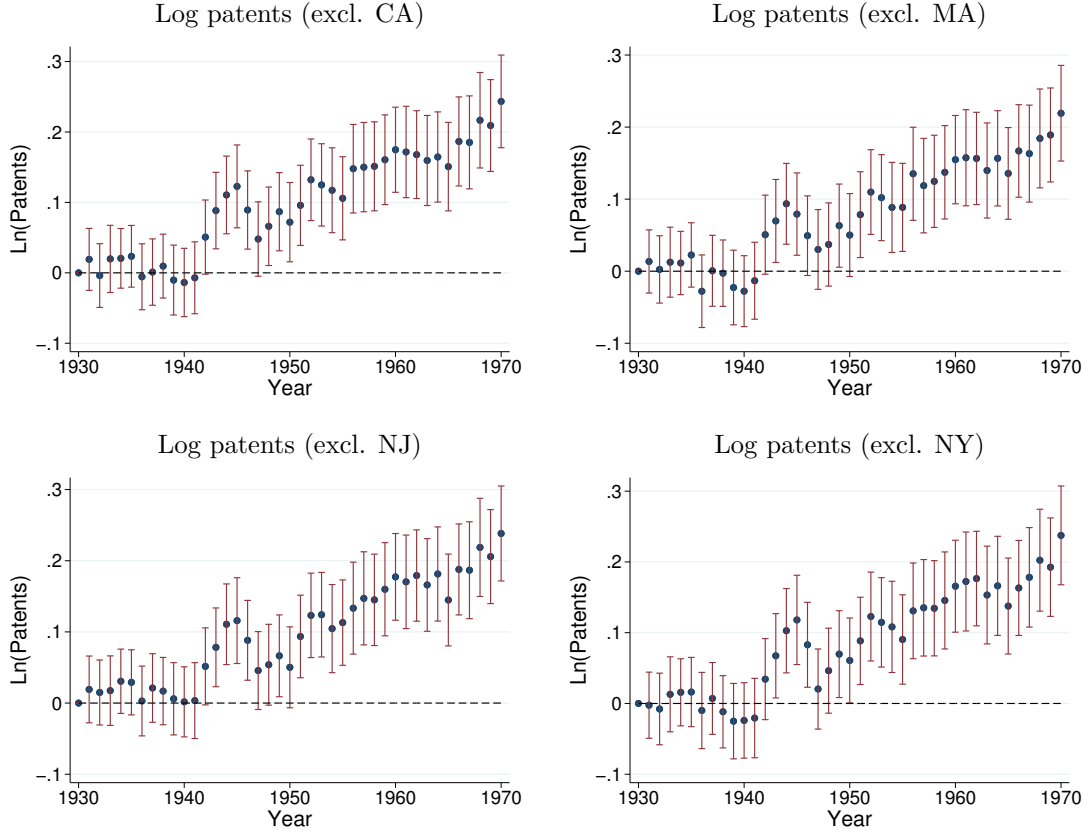 Log patents (excl. CA)
Ln(Patents)
.3
.2
.1
0
-.1
1930 1940 1950 1960 1970
Year
Log patents (excl. MA)
Ln(Patents)
.3
.2
.1
0
-.1
1930 1940 1950 1960 1970
Year
Log patents (excl. NJ)
Ln(Patents)
.3
.2
.1
0
-.1
1930 1940 1950 1960 1970
Year
Log patents (excl. NY)
Ln(Patents)
.3
.2
.1
0
-.1
1930 1940 1950 1960 1970
Year